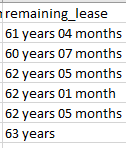 remaining_lease
61 years 04 months
60 years 07 months
62 years 05 months
62 years 01 month
62 years 05 months
63 years